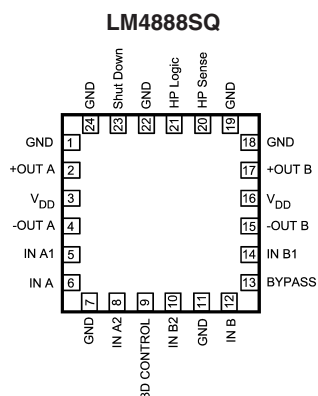 LM4888SQ
GND
Shut Down
GND
HP Logic
HP Sense
GND
24
23
22
21
20
19
GND 1
+OUT A 2
VDD 3
-OUT A 4
IN A1 5
IN A 6
18 GND
17 +OUT B
16 VDD
15 -OUT B
14 IN B1
13 BYPASS
7
8
9
10
11
12
GND
IN A2
3D CONTROL
IN B2
GND
IN B